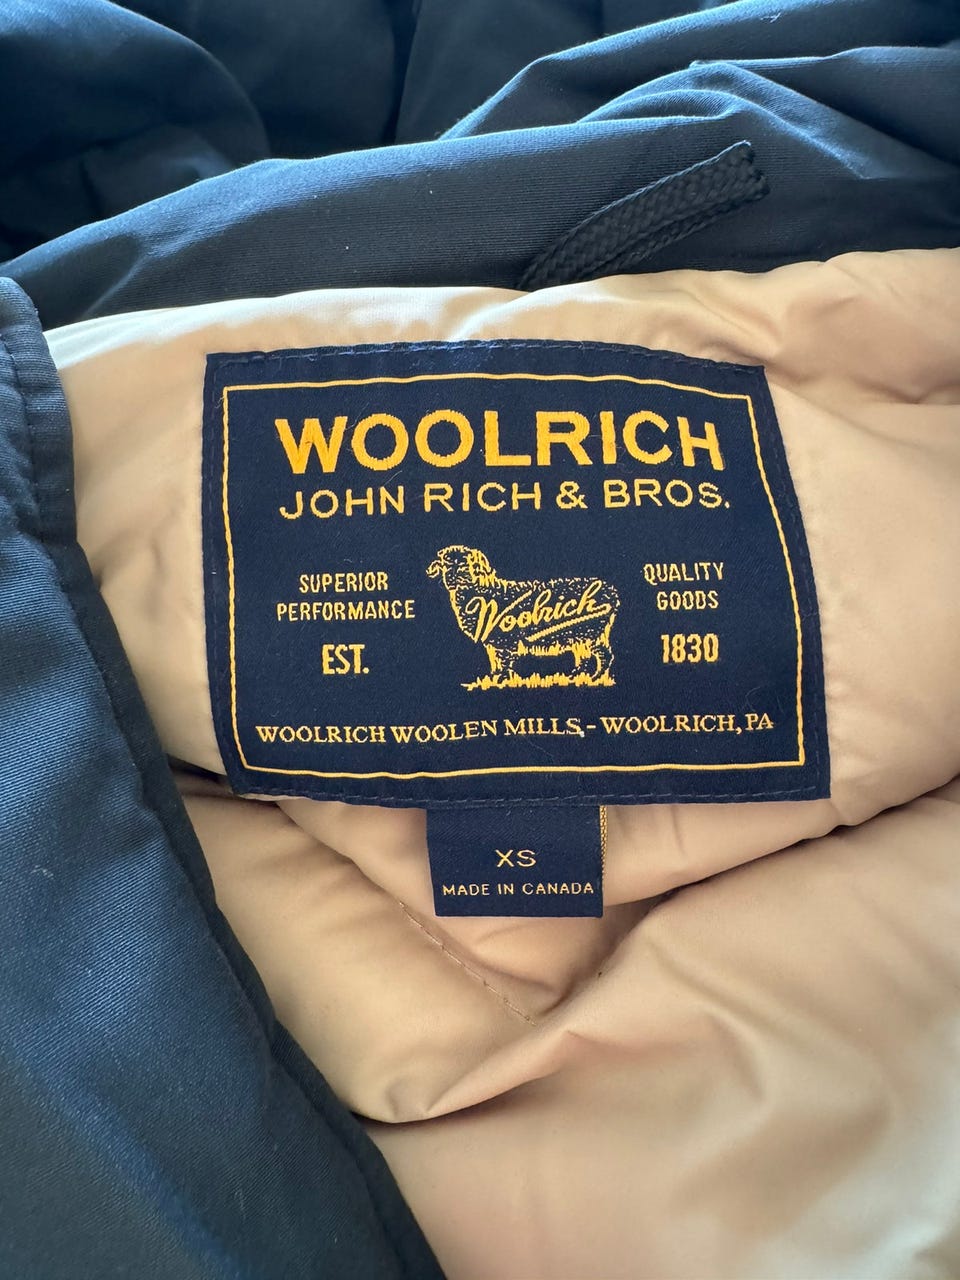 WOOLRICH
JOHN RICH & BROS.
SUPERIOR
PERFORMANCE
EST.
Woolrich
QUALITY
GOODS
1830
WOOLRICH WOOLEN MILLS,- WOOLRICH, PA
XS
MADE IN CANADA